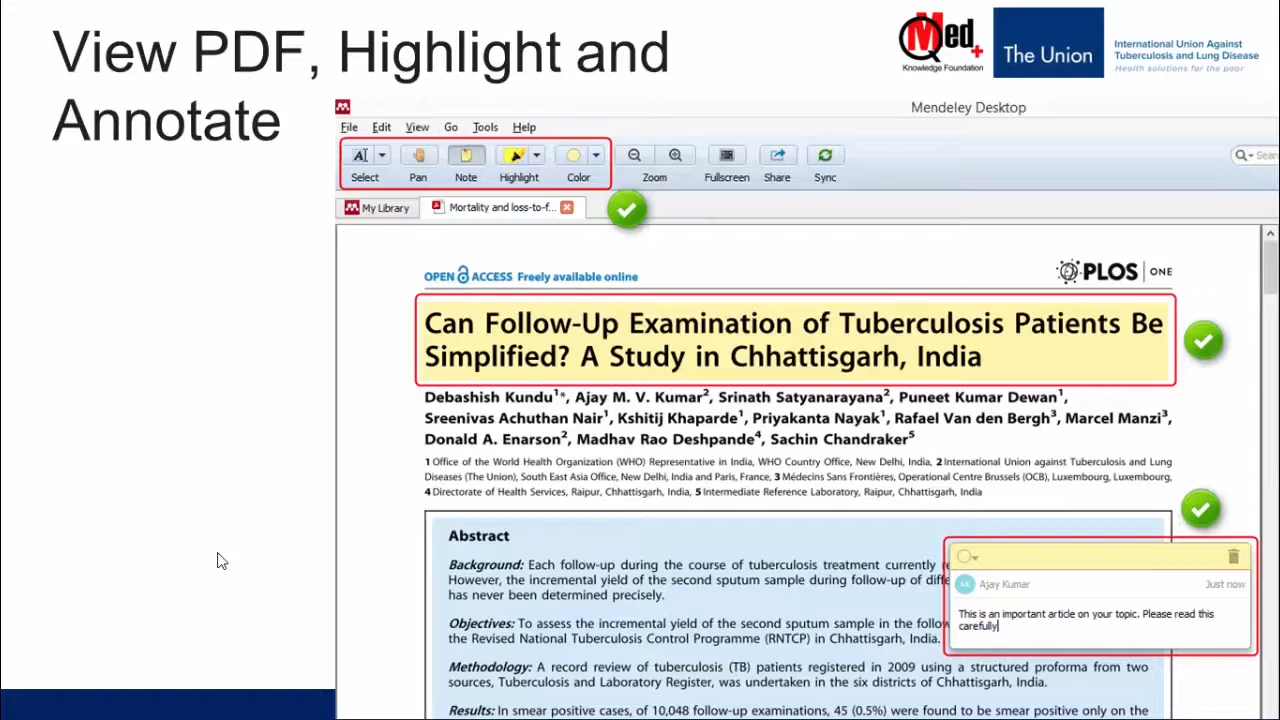 View PDF, Highlight and
Annotate
QMed+
Knowledge Foundation
The Union
International Union Against
Tuberculosis and Lung Disease
Health solutions for the poor
Mendeley Desktop
File Edit View Go Tools Help
Select Pan Note Highlight Color Zoom Fullscreen Share Sync
My Library Mortality and loss-to-f...
OPEN ACCESS Freely available online
PLOS ONE
Can Follow-Up Examination of Tuberculosis Patients Be
Simplified? A Study in Chhattisgarh, India
Debashish Kundu1*, Ajay M. V. Kumar2, Srinath Satyanarayana2, Puneet Kumar Dewan1,
Sreenivas Achuthan Nair1, Kshitij Khaparde1, Priyakanta Nayak1, Rafael Van den Bergh3, Marcel Manzi3,
Donald A. Enarson2, Madhav Rao Deshpande4, Sachin Chandraker5
1 Office of the World Health Organization (WHO) Representative in India, WHO Country Office, New Delhi, India, 2 International Union against Tuberculosis and Lung
Diseases (The Union), South East Asia Office, New Delhi, India and Paris, France, 3 Médecins Sans Frontières, Operational Centre Brussels (OCB), Luxembourg, Luxembourg,
4 Directorate of Health Services, Raipur, Chhattisgarh, India, 5 Intermediate Reference Laboratory, Raipur, Chhattisgarh, India
Abstract
Background: Each follow-up during the course of tuberculosis treatment currently
However, the incremental yield of the second sputum sample during follow-up of
has never been determined precisely.
Objectives: To assess the incremental yield of the second sputum sample in the
the Revised National Tuberculosis Control Programme (RNTCP) in Chhattisgarh, India.
AK Ajay Kumar Just now
This is an important article on your topic. Please read this
carefully
Methodology: A record review of tuberculosis (TB) patients registered in 2009 using a structured proforma from two
sources, Tuberculosis and Laboratory Register, was undertaken in the six districts of Chhattisgarh, India.
Results: In smear positive cases, of 10,048 follow-up examinations, 45 (0.5%) were found to be smear positive only on the